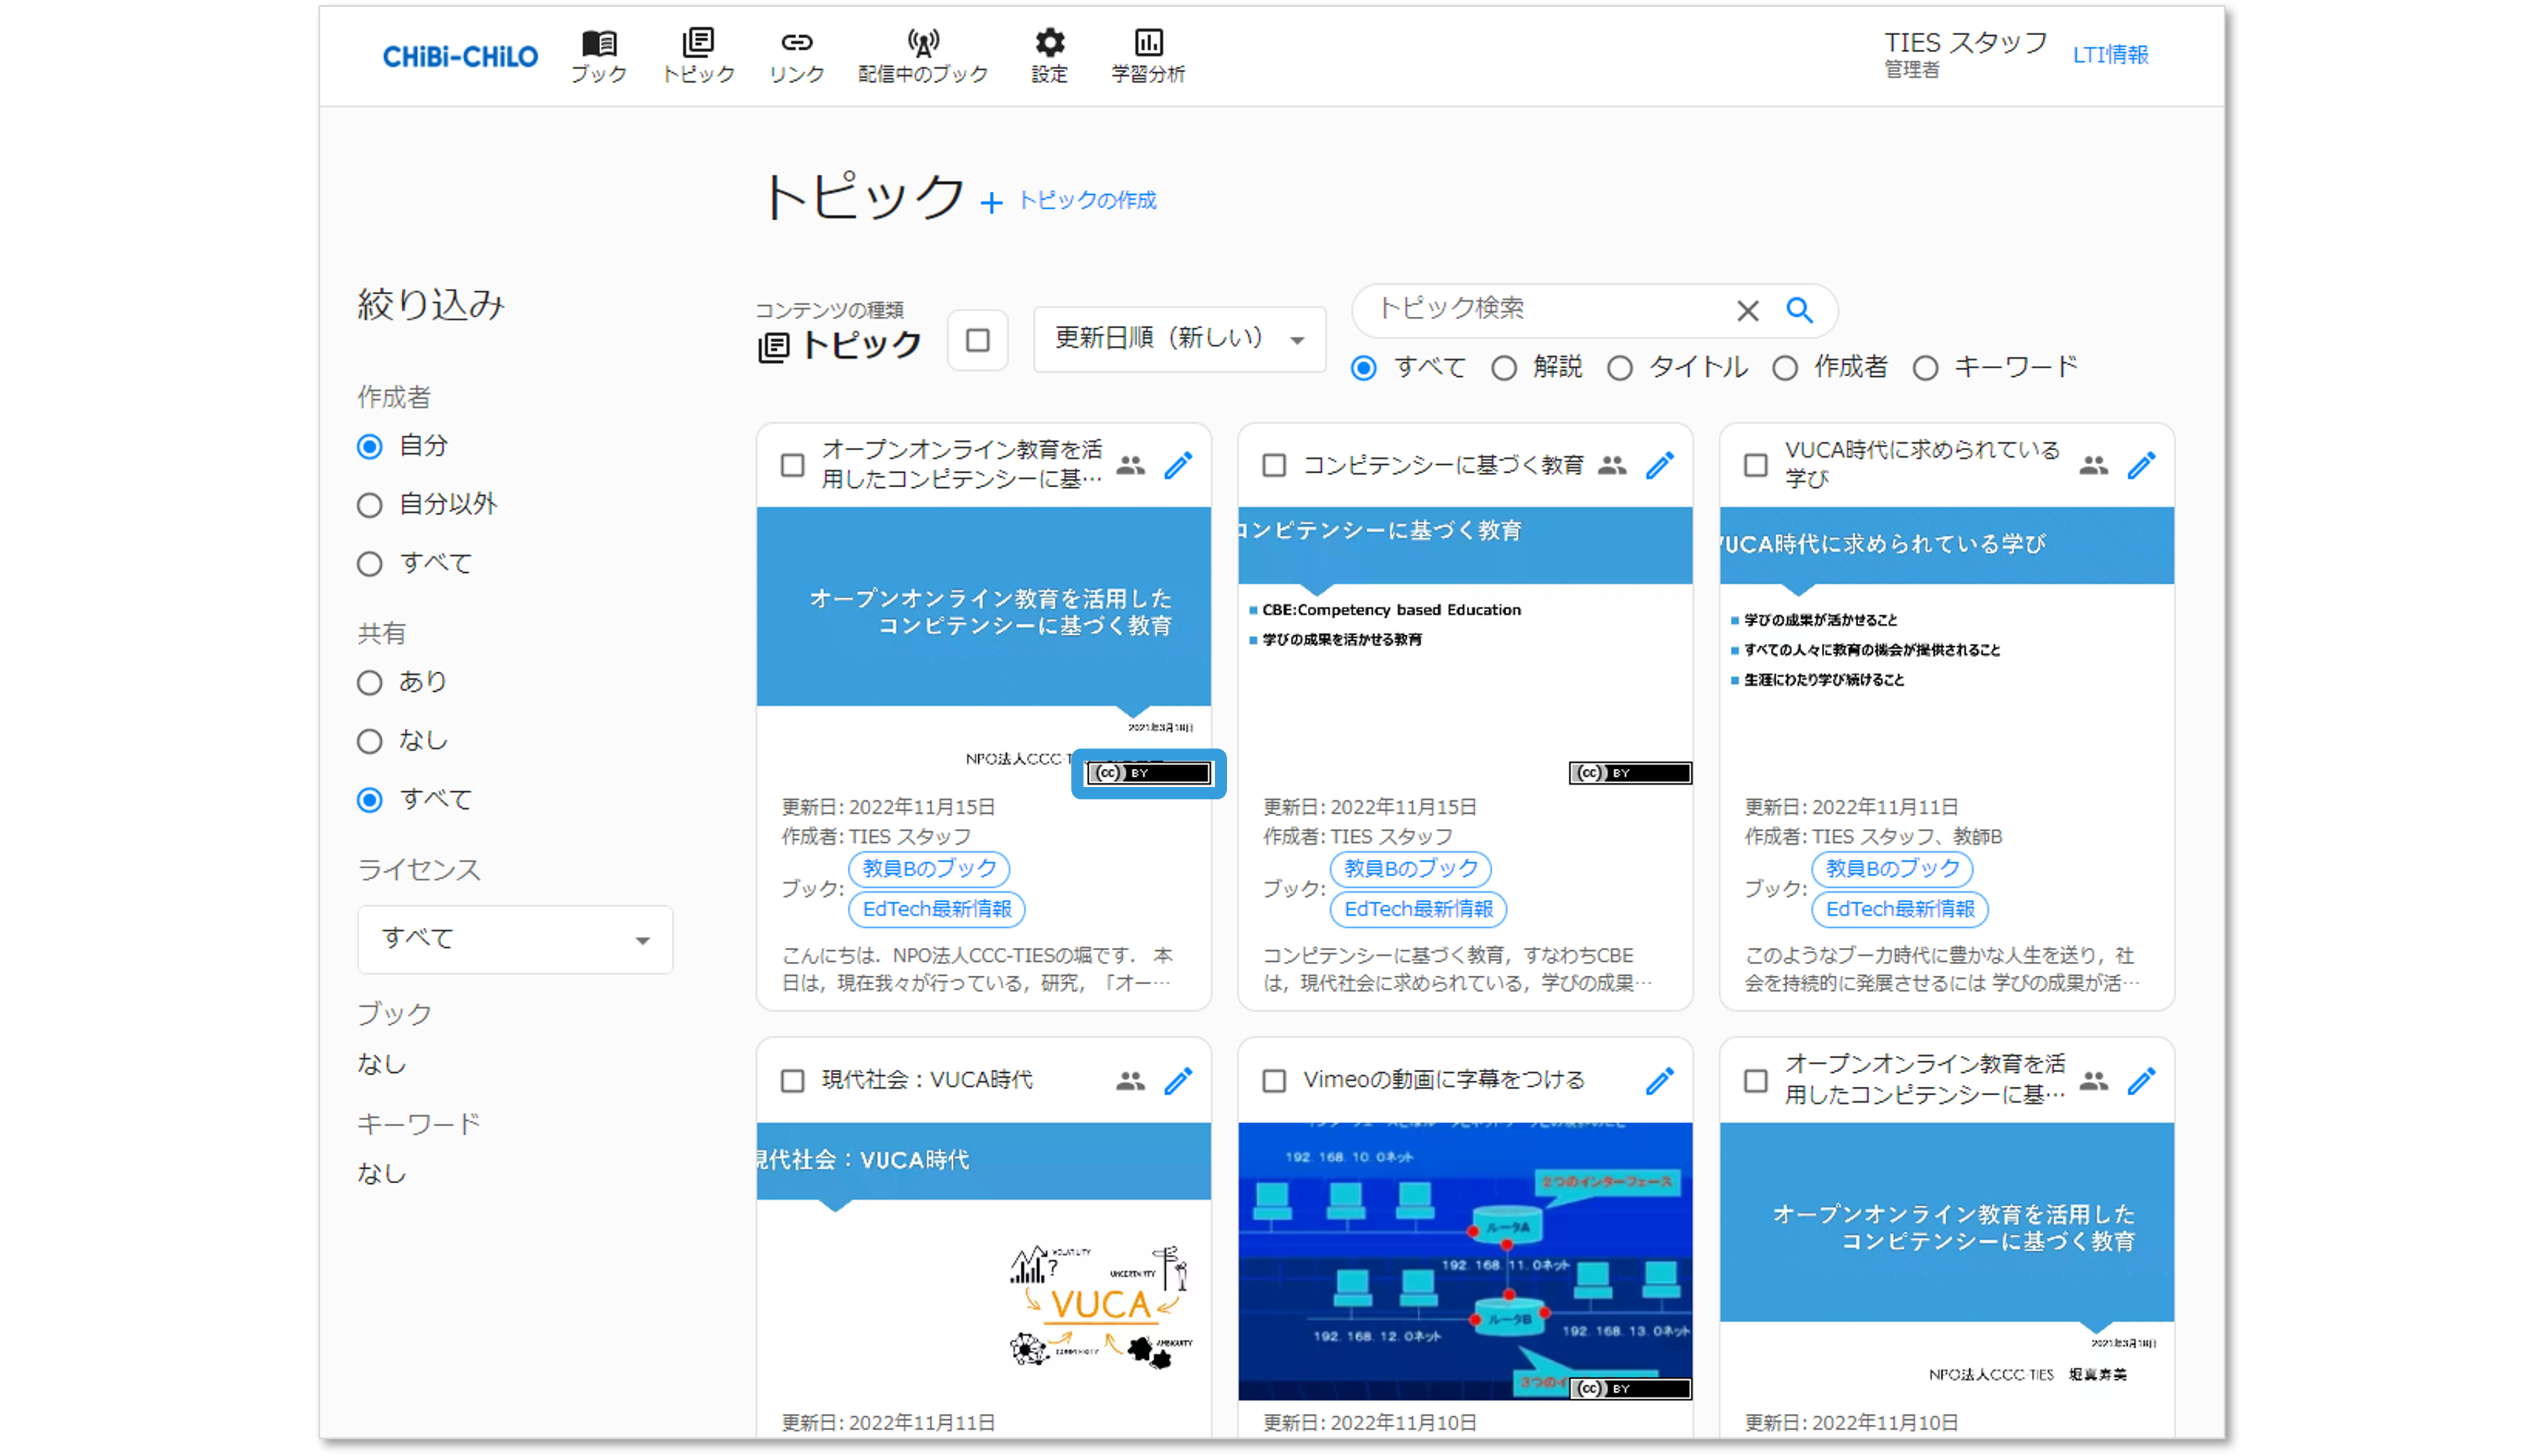 CHiBi-CHiLO
ブック
トピック
リンク
配信中のブック
設定
学習分析
TIES スタッフ
管理者
LTI情報
トピック
+ トピックの作成
絞り込み
作成者
自分
自分以外
すべて
共有
あり
なし
すべて
ライセンス
すべて
ブック
なし
キーワード
なし
コンテンツの種類
トピック
更新日順（新しい）
トピック検索
すべて
解説
タイトル
作成者
キーワード
オープンオンライン教育を活
用したコンピテンシーに基…
オープンオンライン教育を活用した
コンピテンシーに基づく教育
2021年3月18日
NPO法人CCC-T
cc BY
更新日: 2022年11月15日
作成者: TIES スタッフ
ブック:
教員Bのブック
EdTech最新情報
こんにちは．NPO法人CCC-TIESの堀です． 本
日は，現在我々が行っている，研究，「オー…
コンピテンシーに基づく教育
コンピテンシーに基づく教育
CBE:Competency based Education
学びの成果を活かせる教育
cc BY
更新日: 2022年11月15日
作成者: TIES スタッフ
ブック:
教員Bのブック
EdTech最新情報
コンピテンシーに基づく教育，すなわちCBE
は，現代社会に求められている，学びの成果…
VUCA時代に求められている
学び
VUCA時代に求められている学び
学びの成果が活かせること
すべての人々に教育の機会が提供されること
生涯にわたり学び続けること
更新日: 2022年11月11日
作成者: TIES スタッフ、教師B
ブック:
教員Bのブック
EdTech最新情報
このようなブーカ時代に豊かな人生を送り，社
会を持続的に発展させるには 学びの成果が活…
現代社会：VUCA時代
現代社会：VUCA時代
VOLATILITY
?
UNCERTAINTY
VUCA
COMPLEXITY
AMBIGUITY
更新日: 2022年11月11日
Vimeoの動画に字幕をつける
192.168.10.0ネット
2つのインターフェース
ルータA
192.168.11.0ネット
ルータB
192.168.12.0ネット
192.168.13.0ネット
3つのイ
cc BY
更新日: 2022年11月10日
オープンオンライン教育を活
用したコンピテンシーに基…
オープンオンライン教育を活用した
コンピテンシーに基づく教育
2021年3月18日
NPO法人CCC-TIES 堀真寿美
更新日: 2022年11月10日